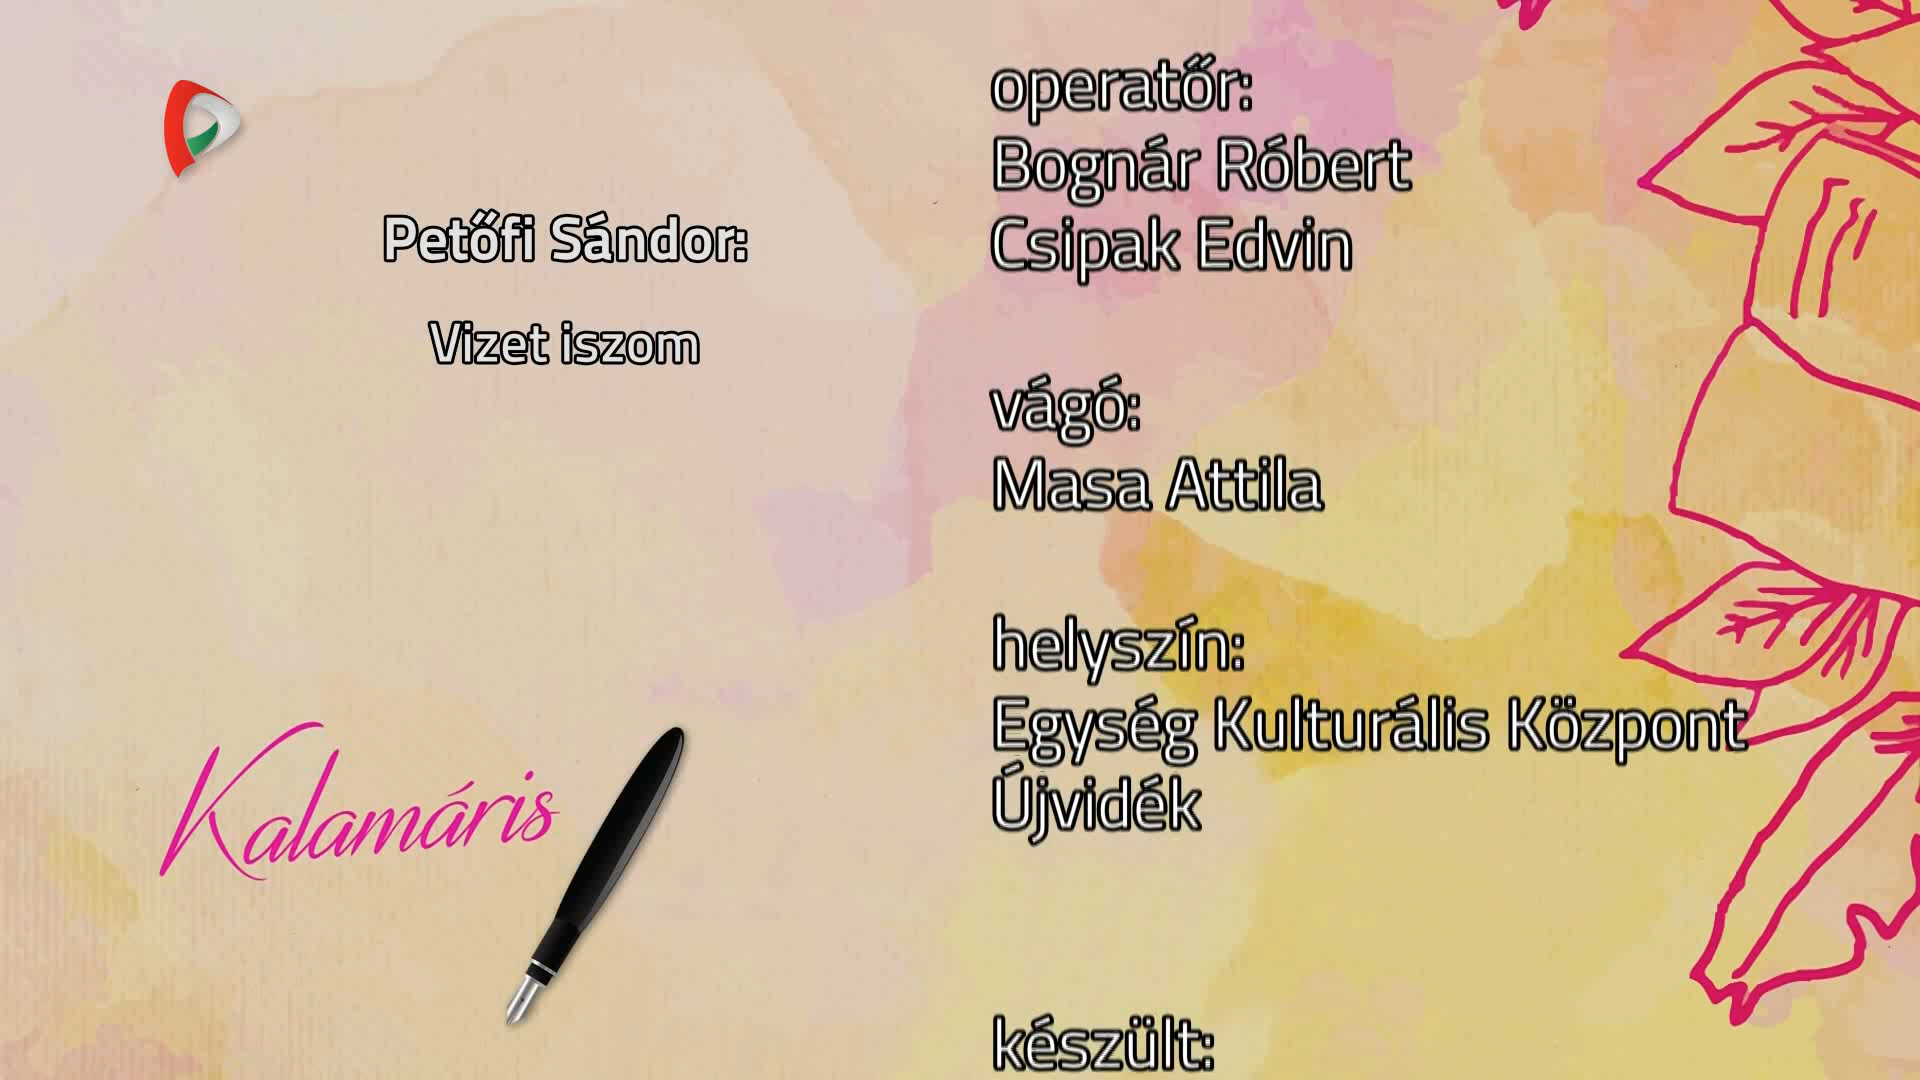 Petőfi Sándor:
Vizet iszom
Kalamáris
operatőr:
Bognár Róbert
Csipak Edvin
vágó:
Masa Attila
helyszín:
Egység Kulturális Központ
Újvidék
készült: